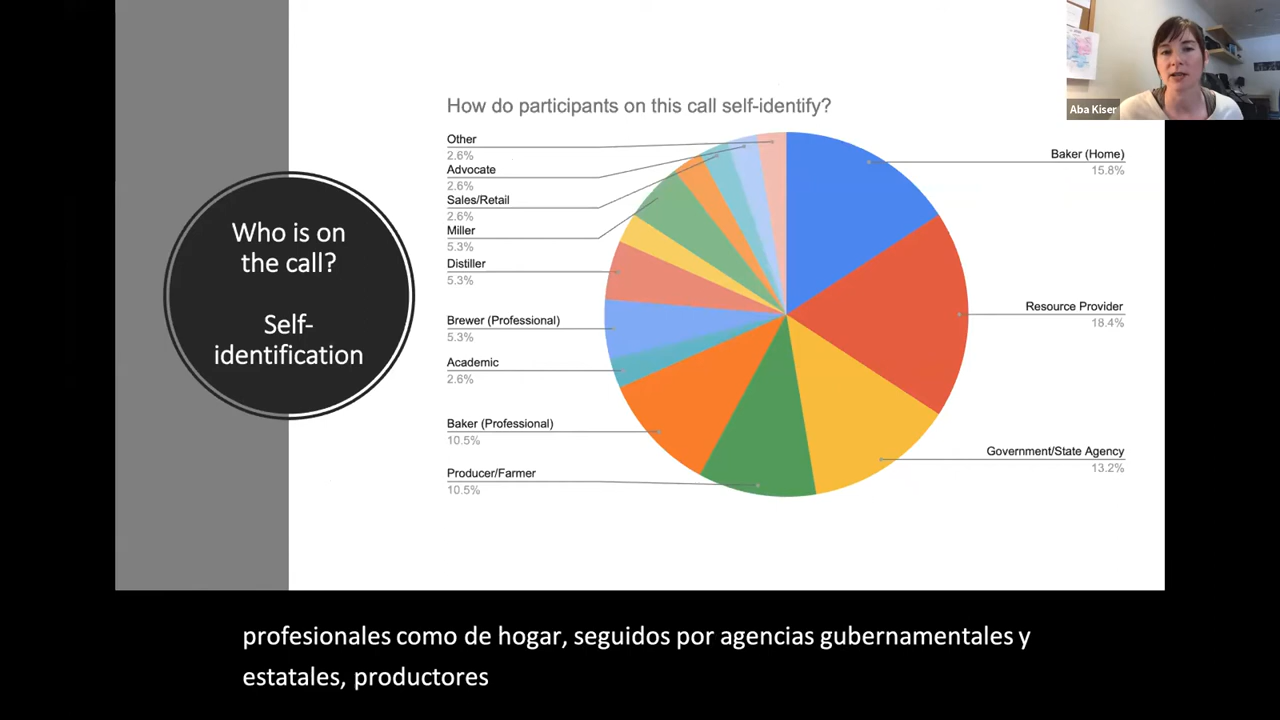 Aba Kiser
How do participants on this call self-identify?
Who is on
the call?
Self-
identification
Other
2.6%
Advocate
2.6%
Sales/Retail
2.6%
Miller
5.3%
Distiller
5.3%
Brewer (Professional)
5.3%
Academic
2.6%
Baker (Professional)
10.5%
Producer/Farmer
10.5%
Baker (Home)
15.8%
Resource Provider
18.4%
Government/State Agency
13.2%
profesionales como de hogar, seguidos por agencias gubernamentales y
estatales, productores